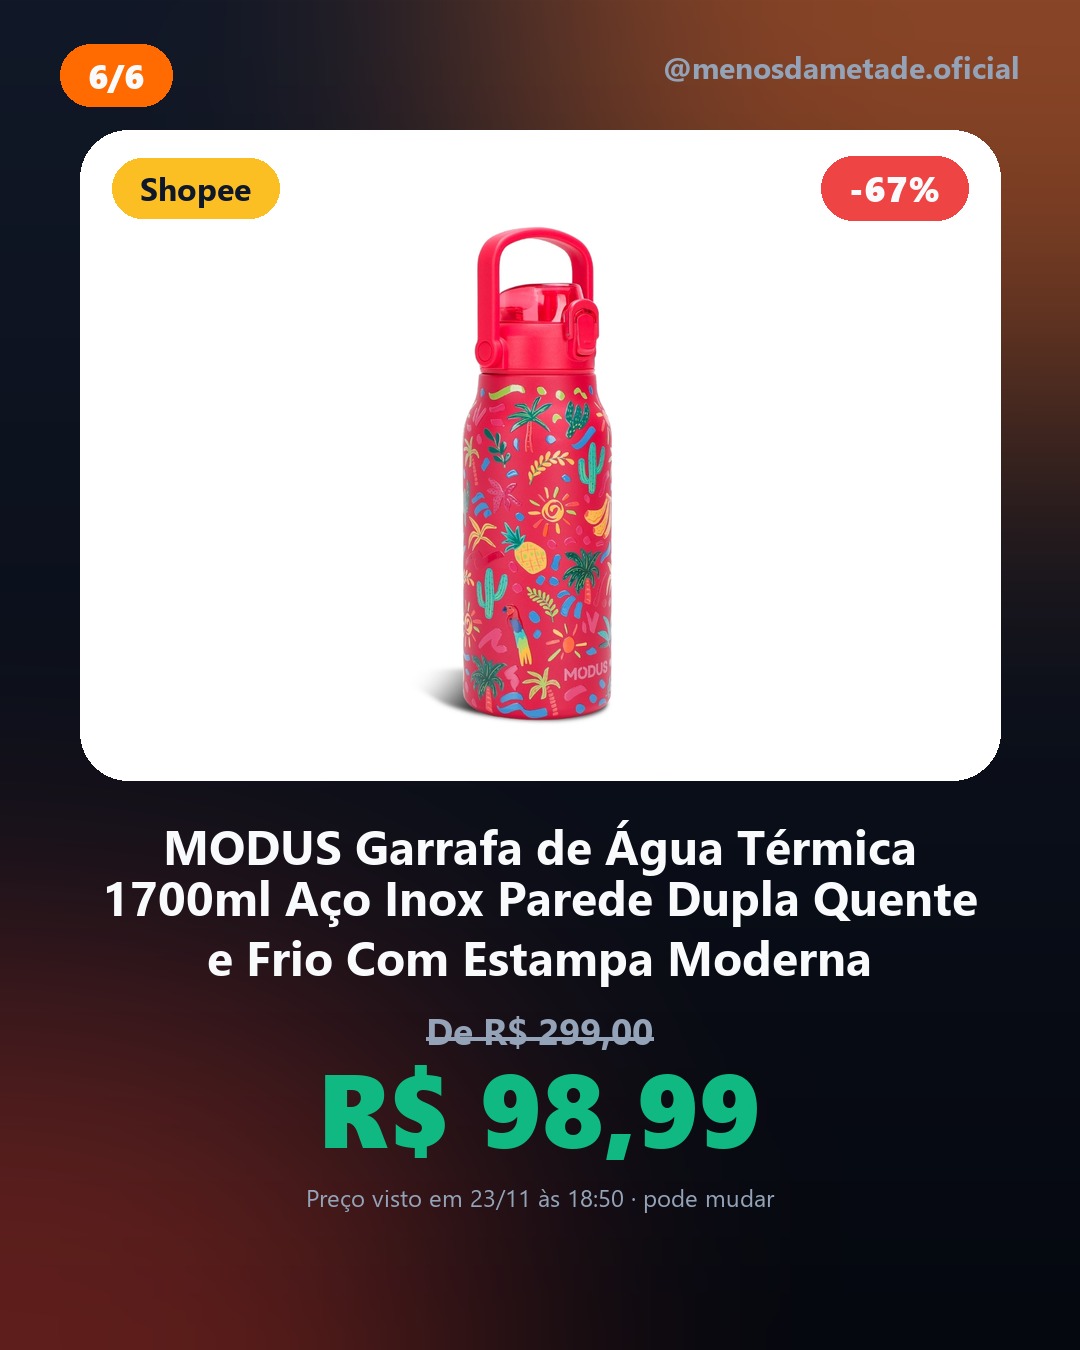 6/6
@menosdametade.oficial
Shopee
-67%
MODUS
MODUS Garrafa de Água Térmica
1700ml Aço Inox Parede Dupla Quente
e Frio Com Estampa Moderna
De R$ 299,00
R$ 98,99
Preço visto em 23/11 às 18:50 · pode mudar